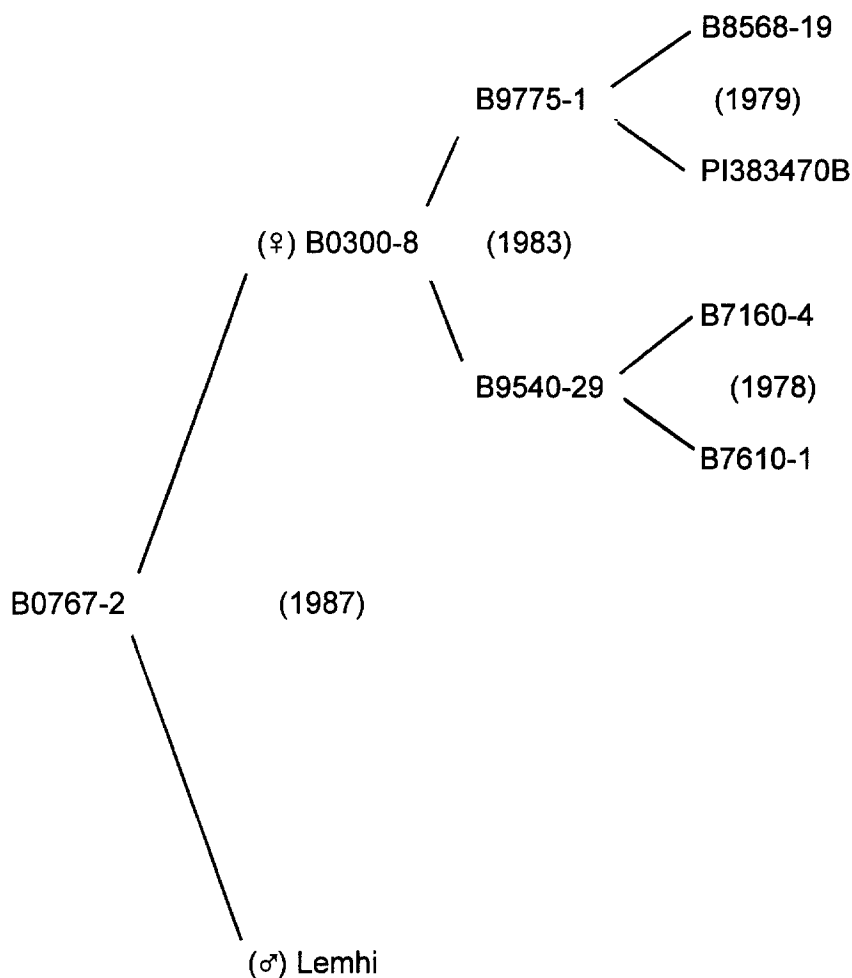 B8568-19
B9775-1 (1979)
PI383470B
(♀) B0300-8 (1983)
B7160-4
B9540-29 (1978)
B7610-1
B0767-2 (1987)
(♂) Lemhi